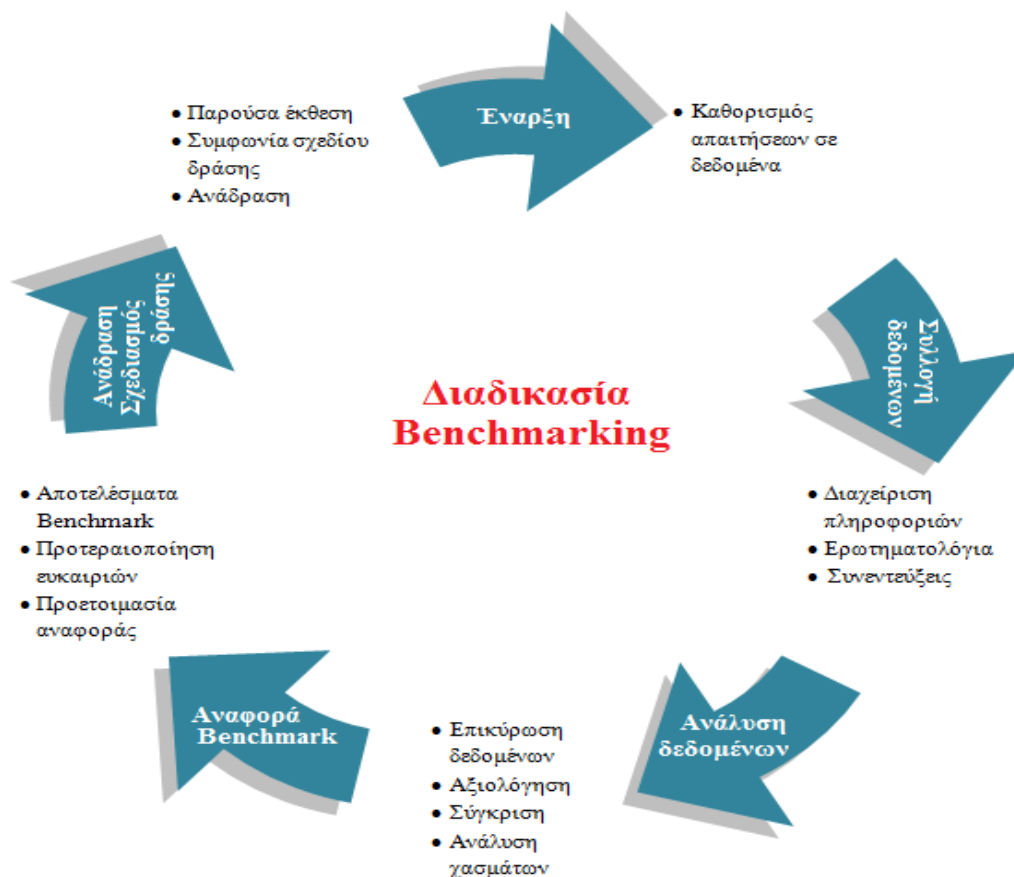 Έναρξη
• Καθορισμός
απαιτήσεων σε
δεδομένα
Συλλογή
δεδομένων
• Διαχείριση
πληροφοριών
• Ερωτηματολόγια
• Συνεντεύξεις
Ανάλυση
δεδομένων
• Επικύρωση
δεδομένων
• Αξιολόγηση
• Σύγκριση
• Ανάλυση
χασμάτων
Αναφορά
Benchmark
• Αποτελέσματα
Benchmark
• Προτεραιοποίηση
ευκαιριών
• Προετοιμασία
αναφοράς
Ανάδραση
Σχεδιασμός
δράσης
• Παρούσα έκθεση
• Συμφωνία σχεδίου
δράσης
• Ανάδραση
Διαδικασία
Benchmarking